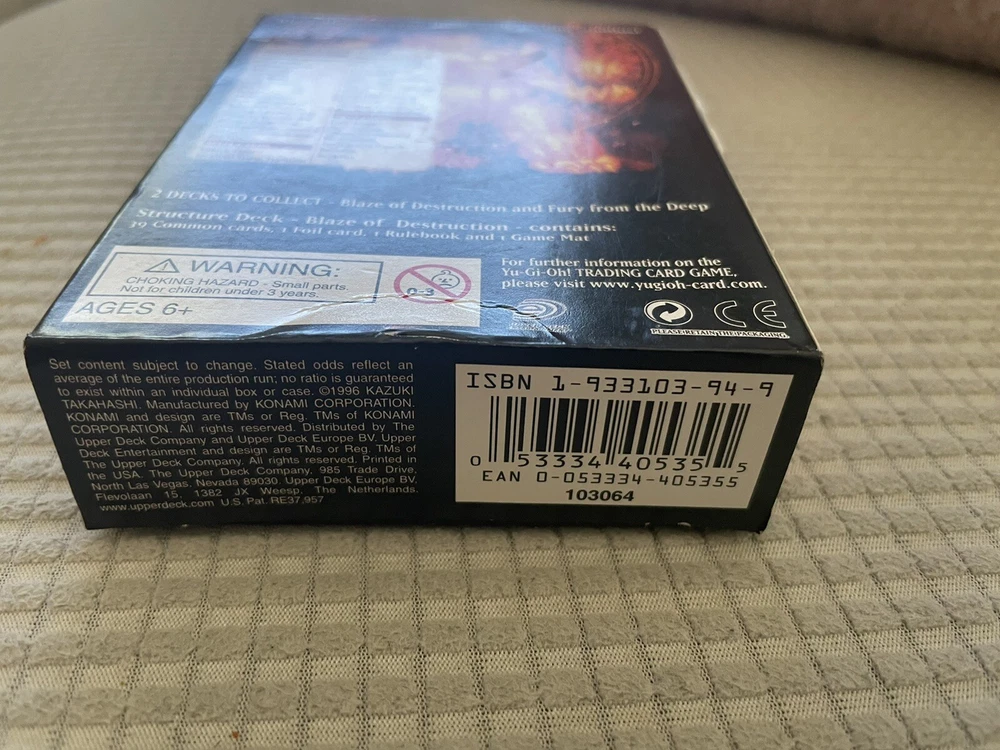 2 DECKS TO COLLECT - Blaze of Destruction and Fury from the Deep
Structure Deck - Blaze of Destruction - contains:
39 Common cards, 1 Foil card, 1 Rulebook and 1 Game Mat
WARNING:
CHOKING HAZARD - Small parts.
Not for children under 3 years.
0-3
AGES 6+
For further information on the
Yu-Gi-Oh! TRADING CARD GAME,
please visit www.yugioh-card.com.
CE
PLEASE RETAIN THE PACKAGING
Set content subject to change. Stated odds reflect an
average of the entire production run; no ratio is guaranteed
to exist within an individual box or case. ©1996 KAZUKI
TAKAHASHI. Manufactured by KONAMI CORPORATION.
KONAMI and design are TMs or Reg. TMs of KONAMI
CORPORATION. All rights reserved. Distributed by The
Upper Deck Company and Upper Deck Europe BV. Upper
Deck Entertainment and design are TMs or Reg. TMs of
The Upper Deck Company. All rights reserved. Printed in
the USA. The Upper Deck Company, 985 Trade Drive,
North Las Vegas, Nevada 89030. Upper Deck Europe BV,
Flevolaan 15, 1382 JX Weesp, The Netherlands.
www.upperdeck.com U.S. Pat. RE37,957
ISBN 1-933103-94-9
0 53334 40535 5
EAN 0-053334-405355
103064